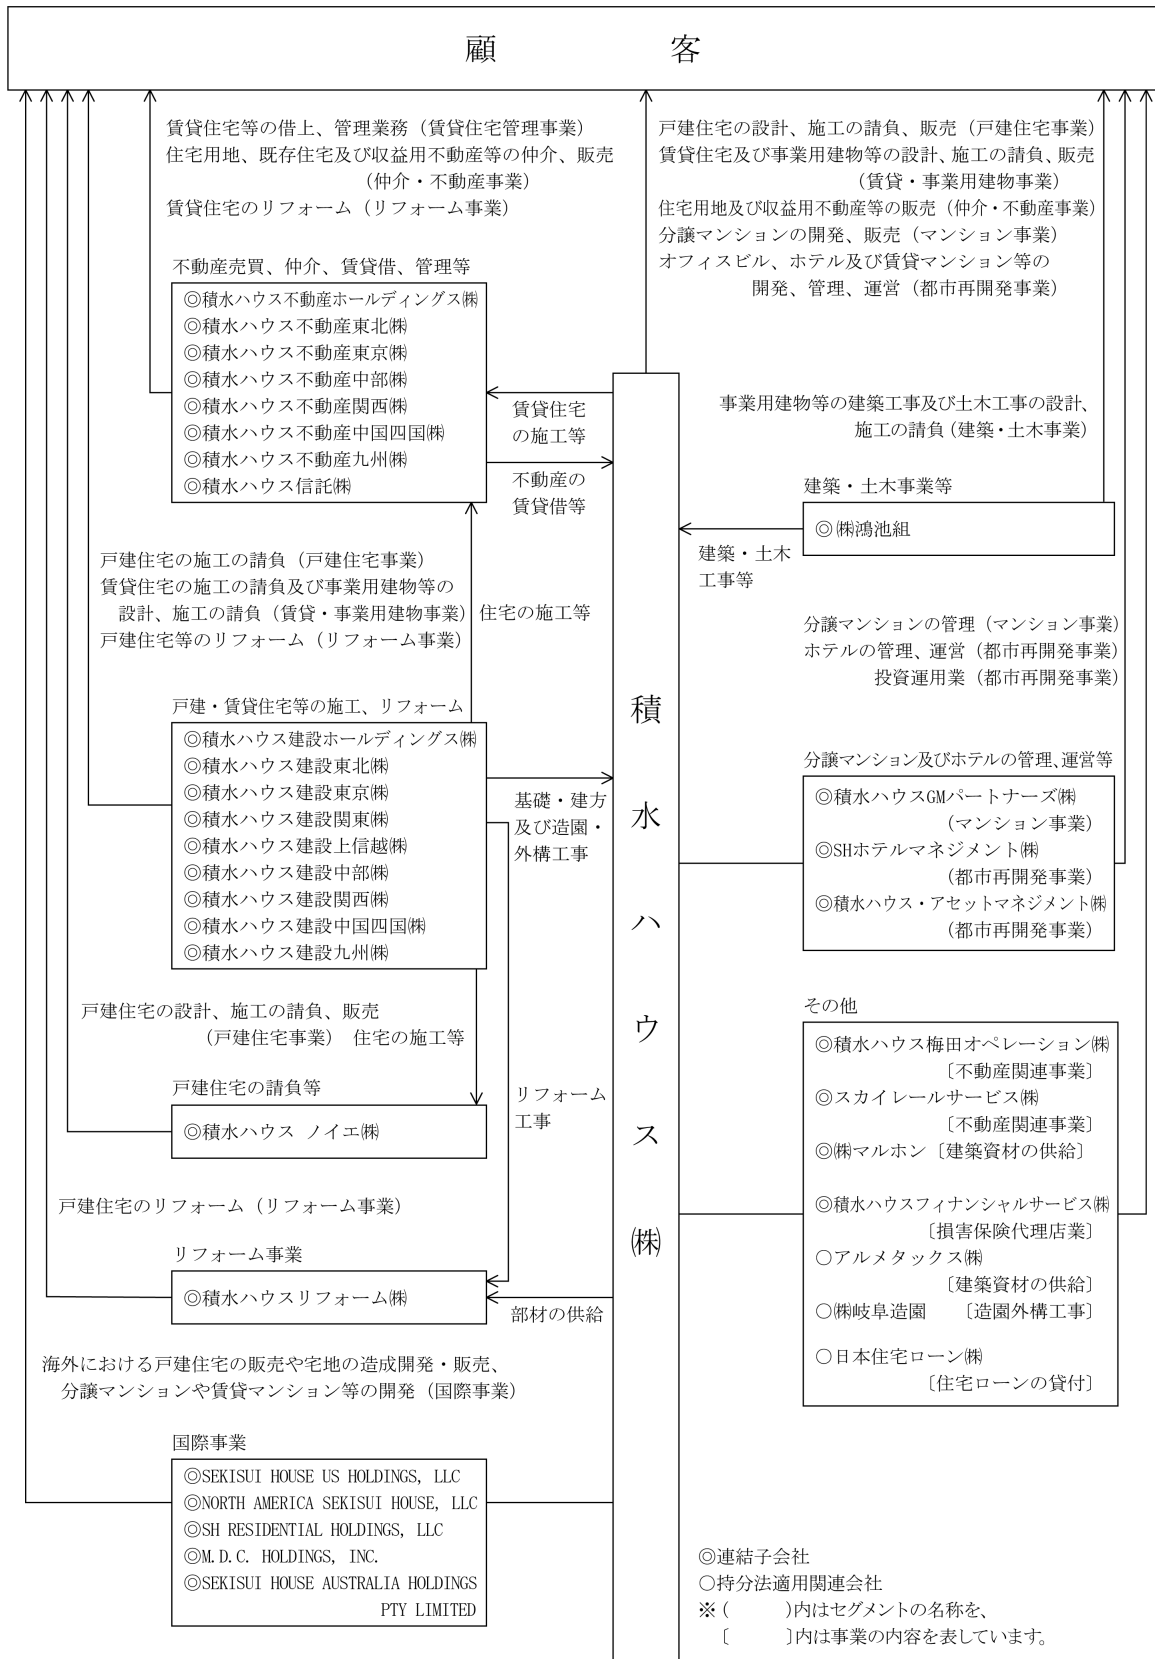 顧客
賃貸住宅等の借上、管理業務（賃貸住宅管理事業）
住宅用地、既存住宅及び収益用不動産等の仲介、販売
（仲介・不動産事業）
賃貸住宅のリフォーム（リフォーム事業）
不動産売買、仲介、賃貸借、管理等
◎積水ハウス不動産ホールディングス㈱
◎積水ハウス不動産東北㈱
◎積水ハウス不動産東京㈱
◎積水ハウス不動産中部㈱
◎積水ハウス不動産関西㈱
◎積水ハウス不動産中国四国㈱
◎積水ハウス不動産九州㈱
◎積水ハウス信託㈱
賃貸住宅
の施工等
不動産の
賃貸借等
戸建住宅の設計、施工の請負、販売（戸建住宅事業）
賃貸住宅及び事業用建物等の設計、施工の請負、販売
（賃貸・事業用建物事業）
住宅用地及び収益用不動産等の販売（仲介・不動産事業）
分譲マンションの開発、販売（マンション事業）
オフィスビル、ホテル及び賃貸マンション等の
開発、管理、運営（都市再開発事業）
事業用建物等の建築工事及び土木工事の設計、
施工の請負（建築・土木事業）
建築・土木事業等
◎㈱鴻池組
建築・土木
工事等
戸建住宅の施工の請負（戸建住宅事業）
賃貸住宅の施工の請負及び事業用建物等の
設計、施工の請負（賃貸・事業用建物事業）
戸建住宅等のリフォーム（リフォーム事業）
住宅の施工等
戸建・賃貸住宅等の施工、リフォーム
◎積水ハウス建設ホールディングス㈱
◎積水ハウス建設東北㈱
◎積水ハウス建設東京㈱
◎積水ハウス建設関東㈱
◎積水ハウス建設上信越㈱
◎積水ハウス建設中部㈱
◎積水ハウス建設関西㈱
◎積水ハウス建設中国四国㈱
◎積水ハウス建設九州㈱
基礎・建方
及び造園・
外構工事
積水ハウス㈱
分譲マンションの管理（マンション事業）
ホテルの管理、運営（都市再開発事業）
投資運用業（都市再開発事業）
分譲マンション及びホテルの管理、運営等
◎積水ハウスGMパートナーズ㈱
（マンション事業）
◎SHホテルマネジメント㈱
（都市再開発事業）
◎積水ハウス・アセットマネジメント㈱
（都市再開発事業）
戸建住宅の設計、施工の請負、販売
（戸建住宅事業）
住宅の施工等
戸建住宅の請負等
◎積水ハウス ノイエ㈱
リフォーム
工事
戸建住宅のリフォーム（リフォーム事業）
リフォーム事業
◎積水ハウスリフォーム㈱
部材の供給
その他
◎積水ハウス梅田オペレーション㈱
〔不動産関連事業〕
◎スカイレールサービス㈱
〔不動産関連事業〕
◎㈱マルホン〔建築資材の供給〕
◎積水ハウスフィナンシャルサービス㈱
〔損害保険代理店業〕
○アルメタックス㈱
〔建築資材の供給〕
○㈱岐阜造園 〔造園外構工事〕
○日本住宅ローン㈱
〔住宅ローンの貸付〕
海外における戸建住宅の販売や宅地の造成開発・販売、
分譲マンションや賃貸マンション等の開発（国際事業）
国際事業
◎SEKISUI HOUSE US HOLDINGS, LLC
◎NORTH AMERICA SEKISUI HOUSE, LLC
◎SH RESIDENTIAL HOLDINGS, LLC
◎M.D.C. HOLDINGS, INC.
◎SEKISUI HOUSE AUSTRALIA HOLDINGS
PTY LIMITED
◎連結子会社
○持分法適用関連会社
※（　　）内はセグメントの名称を、
〔　　〕内は事業の内容を表しています。